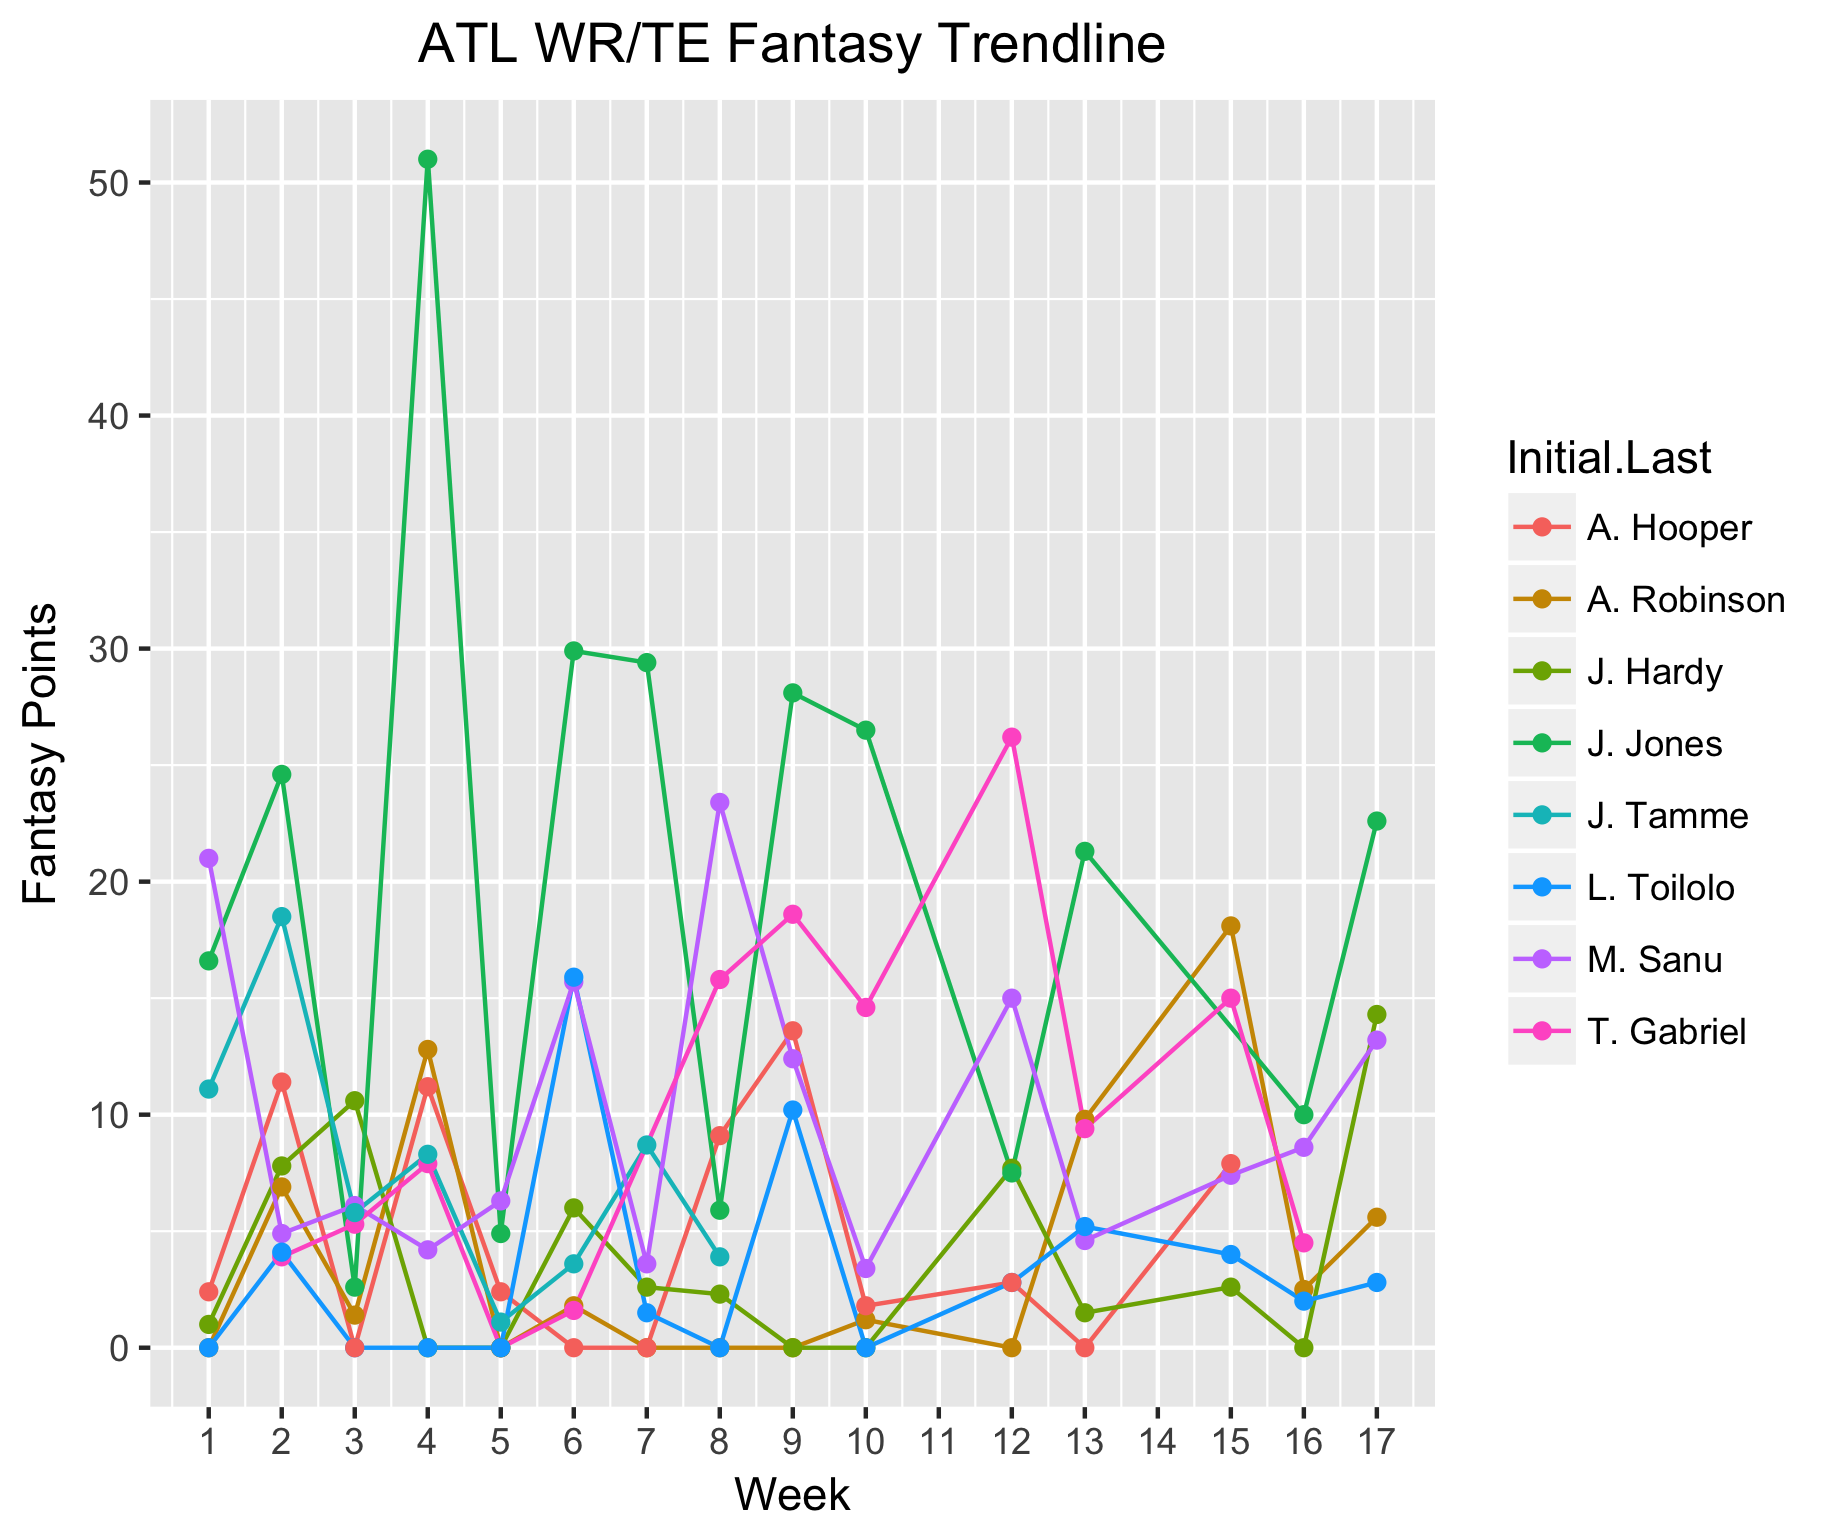 ATL WR/TE Fantasy Trendline
Fantasy Points
50
40
30
20
10
0
1 2 3 4 5 6 7 8 9 10 11 12 13 14 15 16 17
Week
Initial.Last
A. Hooper
A. Robinson
J. Hardy
J. Jones
J. Tamme
L. Toilolo
M. Sanu
T. Gabriel